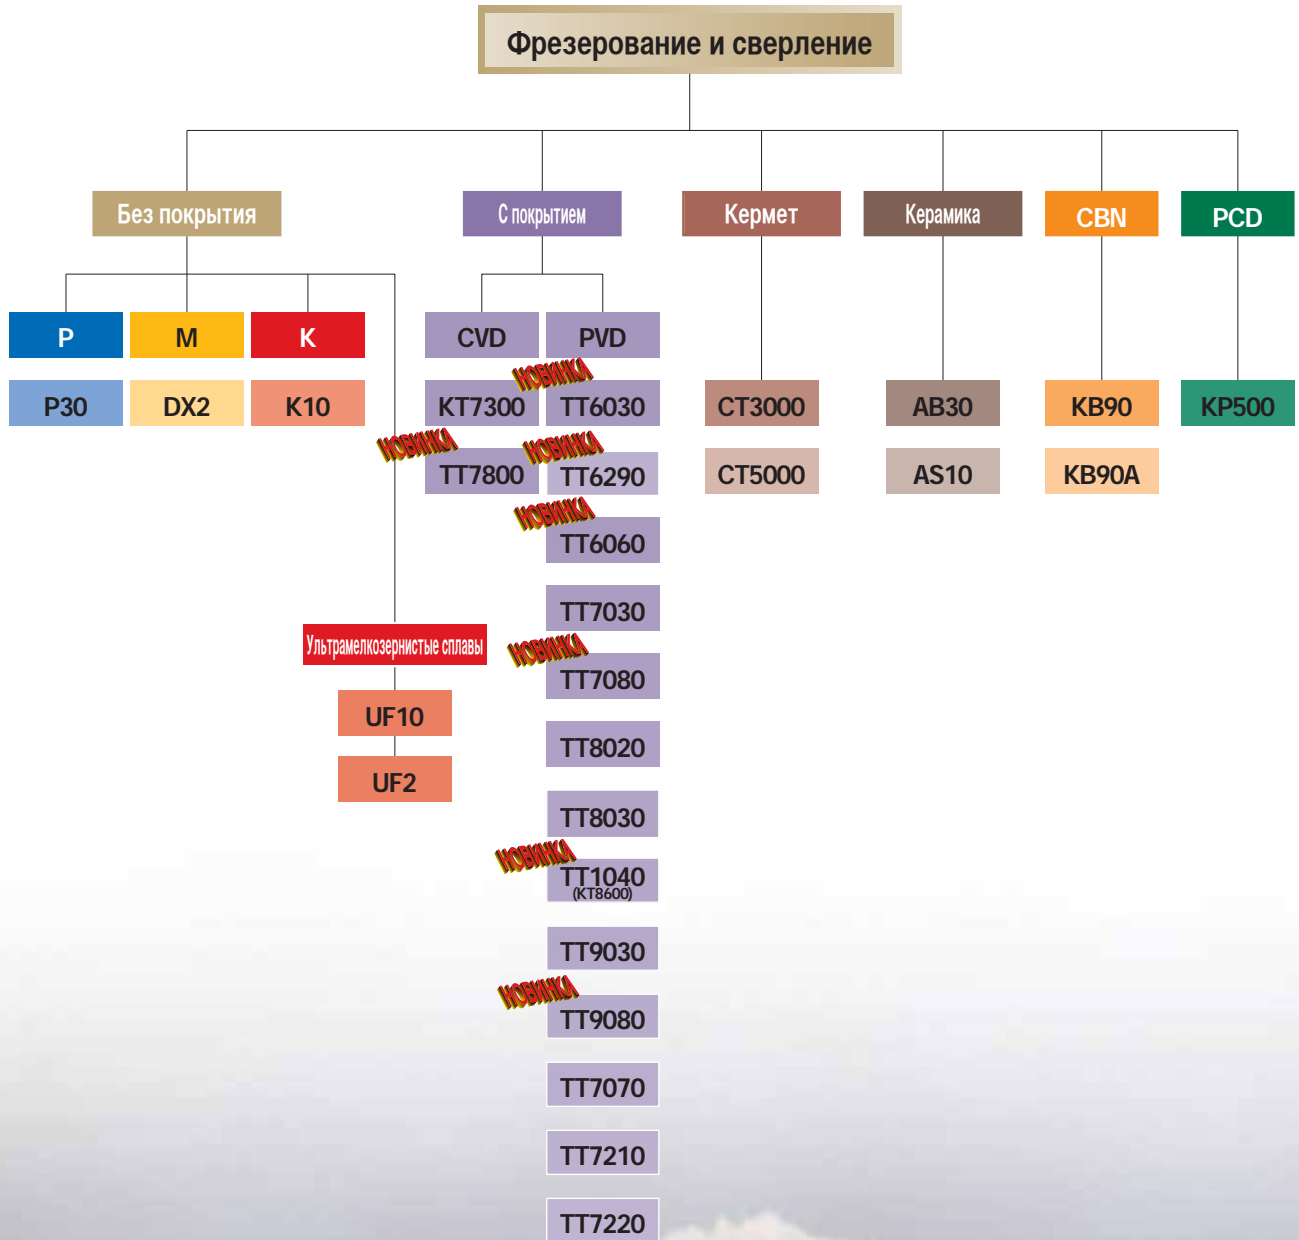 Фрезерование и сверление
Без покрытия
С покрытием
Кермет
Керамика
CBN
PCD
P
M
K
CVD
PVD
НОВИНКА
P30
DX2
K10
KT7300
TT6030
CT3000
AB30
KB90
KP500
НОВИНКА
НОВИНКА
TT7800
TT6290
CT5000
AS10
KB90A
НОВИНКА
TT6060
TT7030
Ультрамелкозернистые сплавы
НОВИНКА
TT7080
UF10
TT8020
UF2
TT8030
НОВИНКА
TT1040
(KT8600)
TT9030
НОВИНКА
TT9080
TT7070
TT7210
TT7220